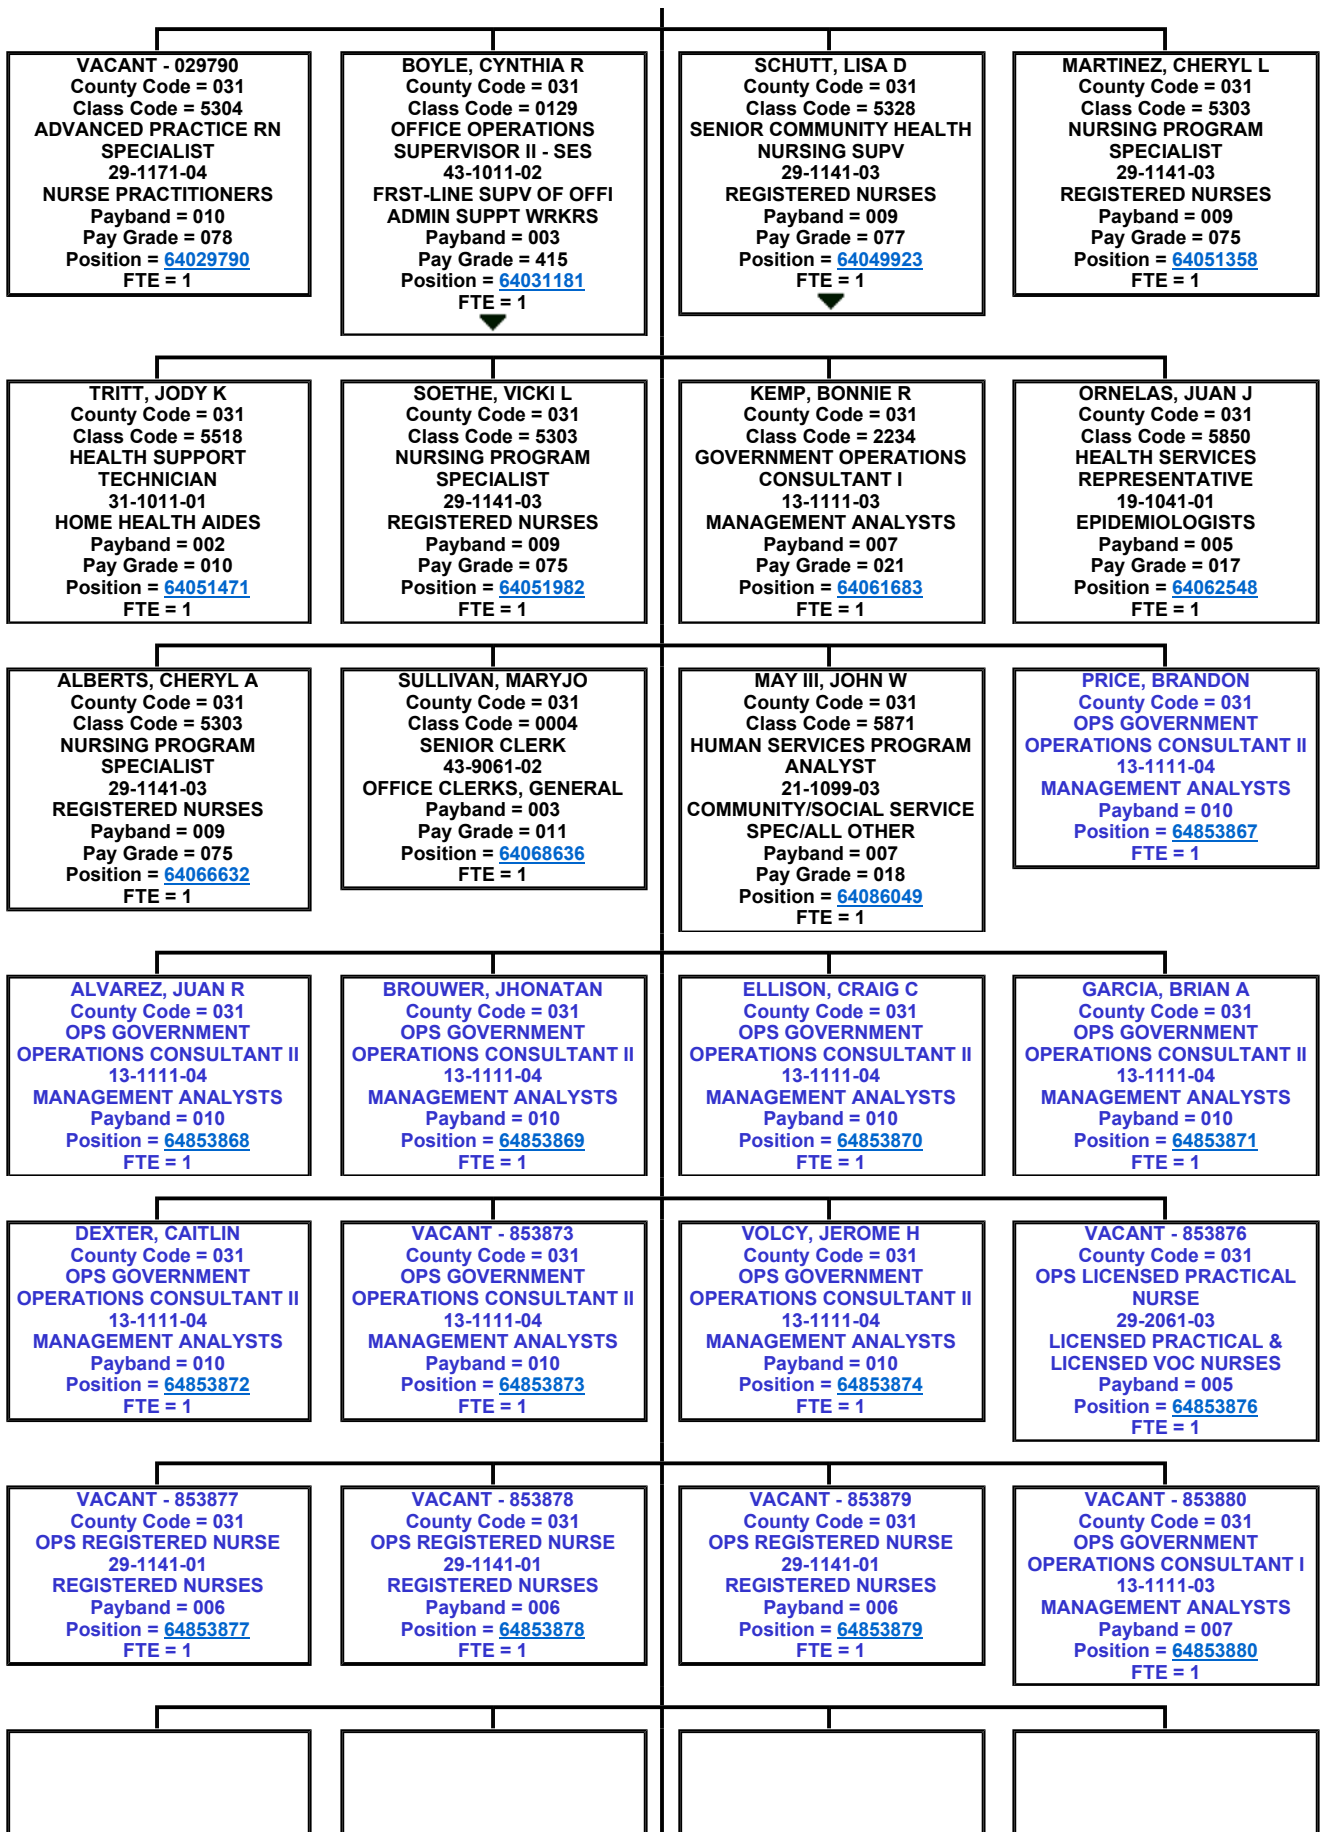 VACANT - 029790
County Code = 031
Class Code = 5304
ADVANCED PRACTICE RN
SPECIALIST
29-1171-04
NURSE PRACTITIONERS
Payband = 010
Pay Grade = 078
Position = 64029790
FTE = 1
BOYLE, CYNTHIA R
County Code = 031
Class Code = 0129
OFFICE OPERATIONS
SUPERVISOR II - SES
43-1011-02
FRST-LINE SUPV OF OFFI
ADMIN SUPPT WRKRS
Payband = 003
Pay Grade = 415
Position = 64031181
FTE = 1
SCHUTT, LISA D
County Code = 031
Class Code = 5328
SENIOR COMMUNITY HEALTH
NURSING SUPV
29-1141-03
REGISTERED NURSES
Payband = 009
Pay Grade = 077
Position = 64049923
FTE = 1
MARTINEZ, CHERYL L
County Code = 031
Class Code = 5303
NURSING PROGRAM
SPECIALIST
29-1141-03
REGISTERED NURSES
Payband = 009
Pay Grade = 075
Position = 64051358
FTE = 1
TRITT, JODY K
County Code = 031
Class Code = 5518
HEALTH SUPPORT
TECHNICIAN
31-1011-01
HOME HEALTH AIDES
Payband = 002
Pay Grade = 010
Position = 64051471
FTE = 1
SOETHE, VICKI L
County Code = 031
Class Code = 5303
NURSING PROGRAM
SPECIALIST
29-1141-03
REGISTERED NURSES
Payband = 009
Pay Grade = 075
Position = 64051982
FTE = 1
KEMP, BONNIE R
County Code = 031
Class Code = 2234
GOVERNMENT OPERATIONS
CONSULTANT I
13-1111-03
MANAGEMENT ANALYSTS
Payband = 007
Pay Grade = 021
Position = 64061683
FTE = 1
ORNELAS, JUAN J
County Code = 031
Class Code = 5850
HEALTH SERVICES
REPRESENTATIVE
19-1041-01
EPIDEMIOLOGISTS
Payband = 005
Pay Grade = 017
Position = 64062548
FTE = 1
ALBERTS, CHERYL A
County Code = 031
Class Code = 5303
NURSING PROGRAM
SPECIALIST
29-1141-03
REGISTERED NURSES
Payband = 009
Pay Grade = 075
Position = 64066632
FTE = 1
SULLIVAN, MARYJO
County Code = 031
Class Code = 0004
SENIOR CLERK
43-9061-02
OFFICE CLERKS, GENERAL
Payband = 003
Pay Grade = 011
Position = 64068636
FTE = 1
MAY III, JOHN W
County Code = 031
Class Code = 5871
HUMAN SERVICES PROGRAM
ANALYST
21-1099-03
COMMUNITY/SOCIAL SERVICE
SPEC/ALL OTHER
Payband = 007
Pay Grade = 018
Position = 64086049
FTE = 1
PRICE, BRANDON
County Code = 031
OPS GOVERNMENT
OPERATIONS CONSULTANT II
13-1111-04
MANAGEMENT ANALYSTS
Payband = 010
Position = 64853867
FTE = 1
ALVAREZ, JUAN R
County Code = 031
OPS GOVERNMENT
OPERATIONS CONSULTANT II
13-1111-04
MANAGEMENT ANALYSTS
Payband = 010
Position = 64853868
FTE = 1
BROUWER, JHONATAN
County Code = 031
OPS GOVERNMENT
OPERATIONS CONSULTANT II
13-1111-04
MANAGEMENT ANALYSTS
Payband = 010
Position = 64853869
FTE = 1
ELLISON, CRAIG C
County Code = 031
OPS GOVERNMENT
OPERATIONS CONSULTANT II
13-1111-04
MANAGEMENT ANALYSTS
Payband = 010
Position = 64853870
FTE = 1
GARCIA, BRIAN A
County Code = 031
OPS GOVERNMENT
OPERATIONS CONSULTANT II
13-1111-04
MANAGEMENT ANALYSTS
Payband = 010
Position = 64853871
FTE = 1
DEXTER, CAITLIN
County Code = 031
OPS GOVERNMENT
OPERATIONS CONSULTANT II
13-1111-04
MANAGEMENT ANALYSTS
Payband = 010
Position = 64853872
FTE = 1
VACANT - 853873
County Code = 031
OPS GOVERNMENT
OPERATIONS CONSULTANT II
13-1111-04
MANAGEMENT ANALYSTS
Payband = 010
Position = 64853873
FTE = 1
VOLCY, JEROME H
County Code = 031
OPS GOVERNMENT
OPERATIONS CONSULTANT II
13-1111-04
MANAGEMENT ANALYSTS
Payband = 010
Position = 64853874
FTE = 1
VACANT - 853876
County Code = 031
OPS LICENSED PRACTICAL
NURSE
29-2061-03
LICENSED PRACTICAL &
LICENSED VOC NURSES
Payband = 005
Position = 64853876
FTE = 1
VACANT - 853877
County Code = 031
OPS REGISTERED NURSE
29-1141-01
REGISTERED NURSES
Payband = 006
Position = 64853877
FTE = 1
VACANT - 853878
County Code = 031
OPS REGISTERED NURSE
29-1141-01
REGISTERED NURSES
Payband = 006
Position = 64853878
FTE = 1
VACANT - 853879
County Code = 031
OPS REGISTERED NURSE
29-1141-01
REGISTERED NURSES
Payband = 006
Position = 64853879
FTE = 1
VACANT - 853880
County Code = 031
OPS GOVERNMENT
OPERATIONS CONSULTANT I
13-1111-03
MANAGEMENT ANALYSTS
Payband = 007
Position = 64853880
FTE = 1